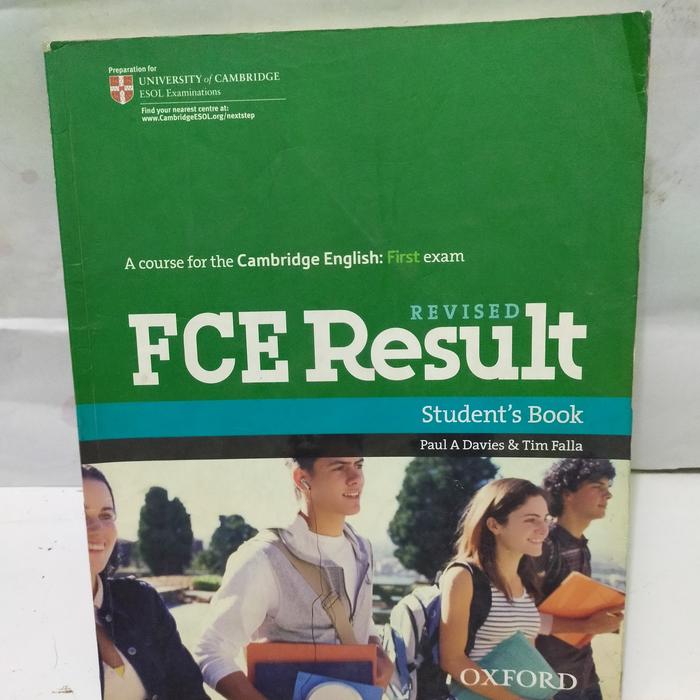 Preparation for
UNIVERSITY of CAMBRIDGE
ESOL Examinations
Find your nearest centre at:
www.CambridgeESOL.org/nextstep
A course for the Cambridge English: First exam
REVISED
FCE Result
Student's Book
Paul A Davies & Tim Falla
OXFORD